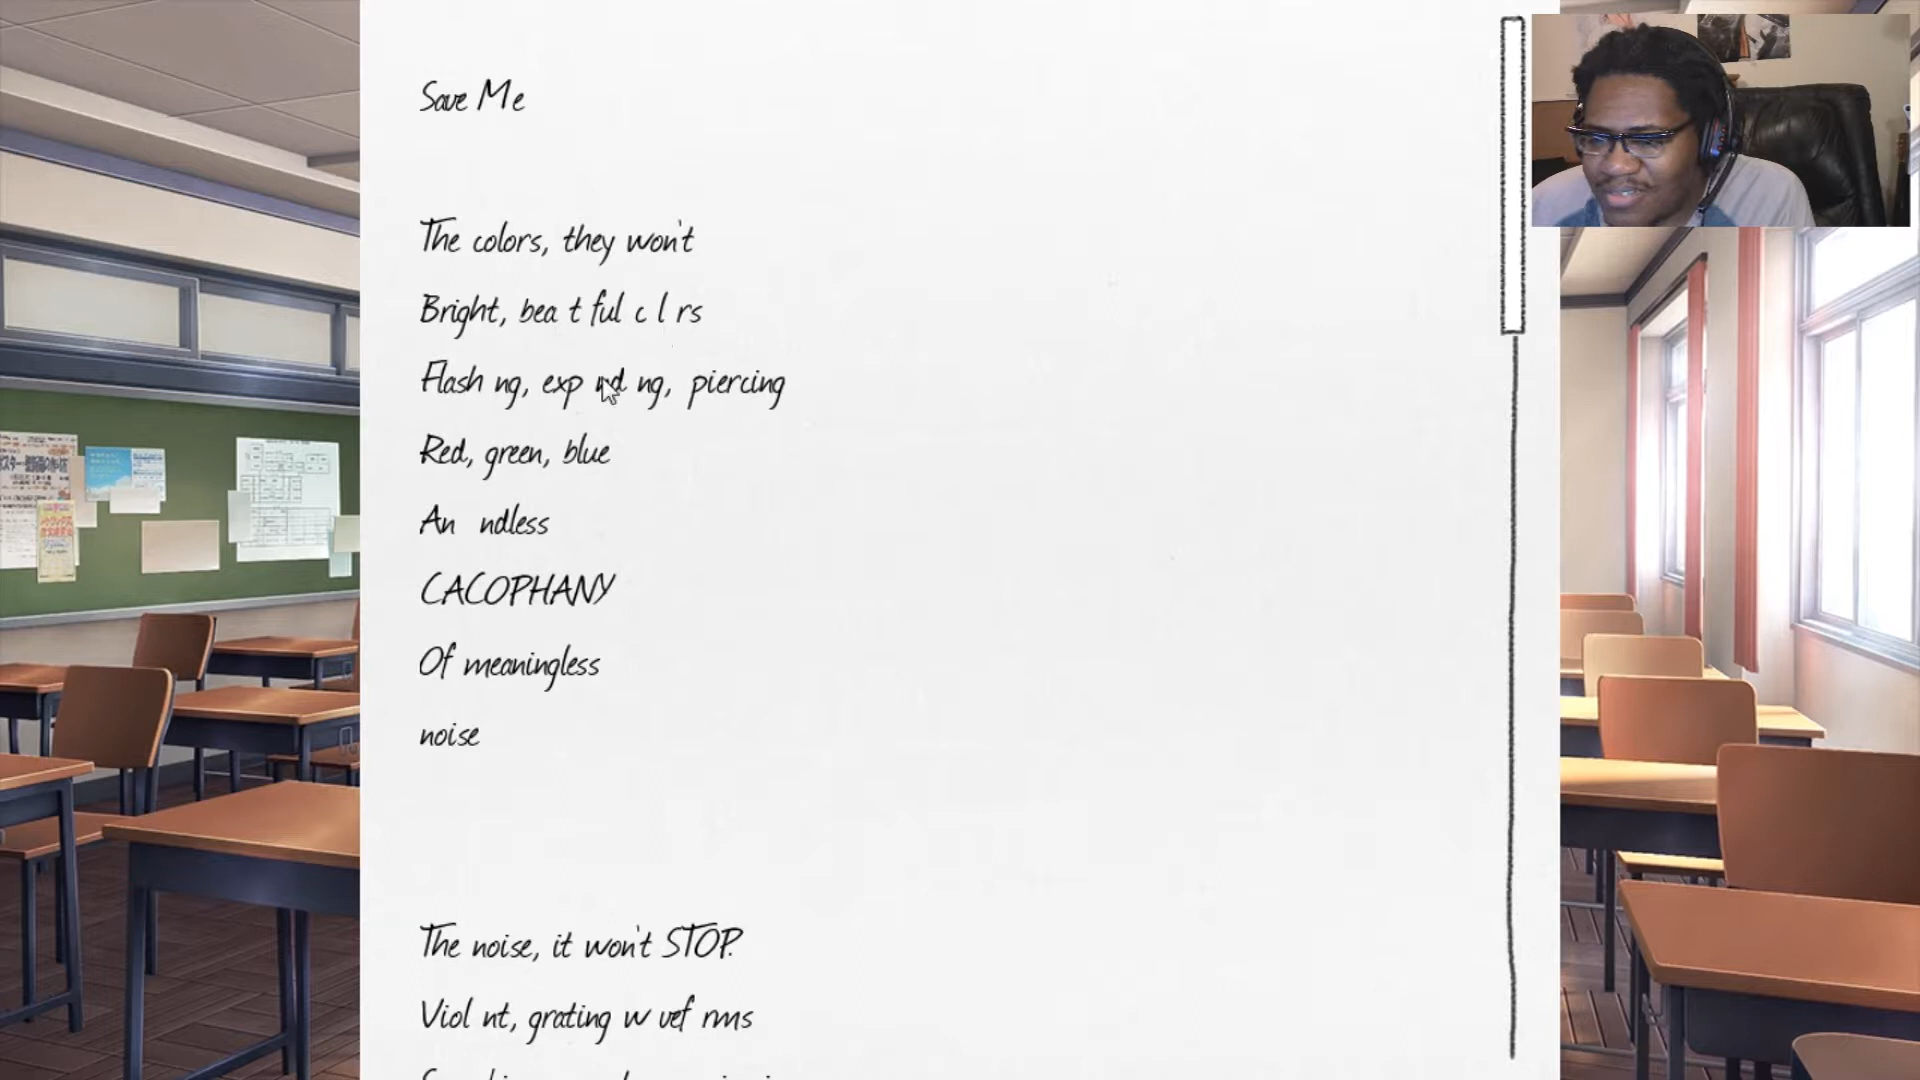 Save Me
The colors, they won't
Bright, bea t ful c l rs
Flash ng, exp nd ng, piercing
Red, green, blue
An ndless
CACOPHANY
Of meaningless
noise
The noise, it won't STOP.
Viol nt, grating w vef rms